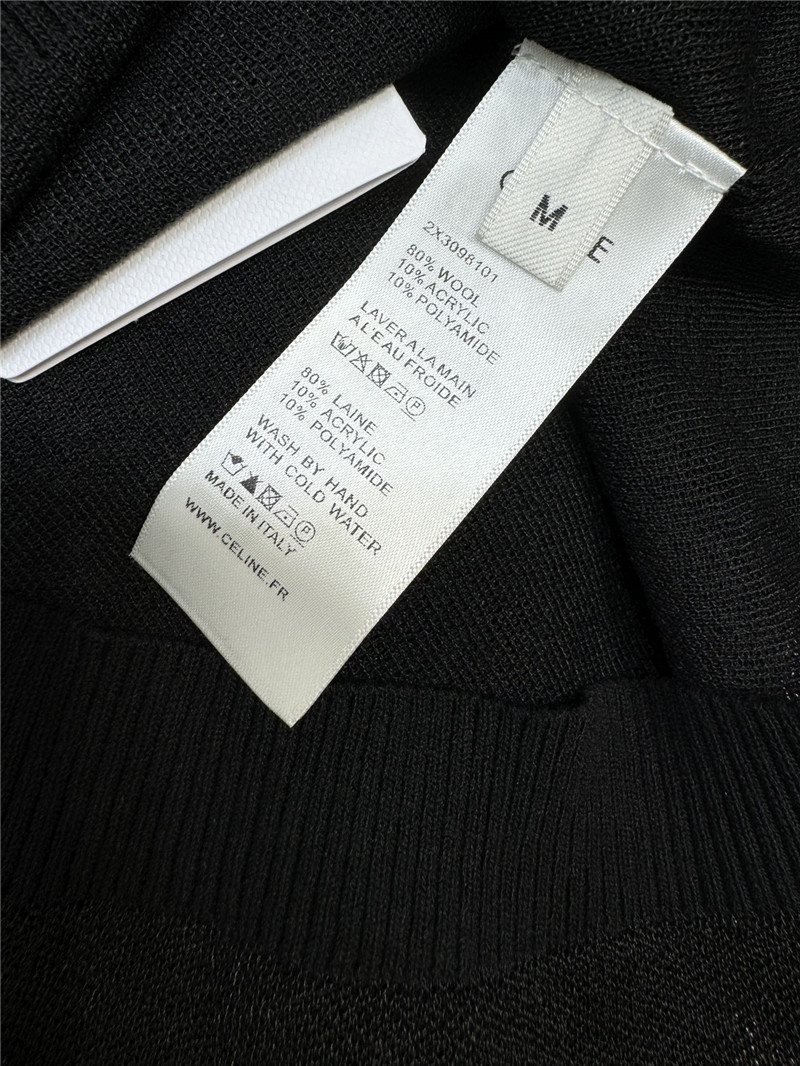 M
E
2X3098101
80% WOOL
10% ACRYLIC
10% POLYAMIDE
LAVER A LA MAIN
A L'EAU FROIDE
80% LAINE
10% ACRYLIC
10% POLYAMIDE
WASH BY HAND
WITH COLD WATER
MADE IN ITALY
WWW.CELINE.FR